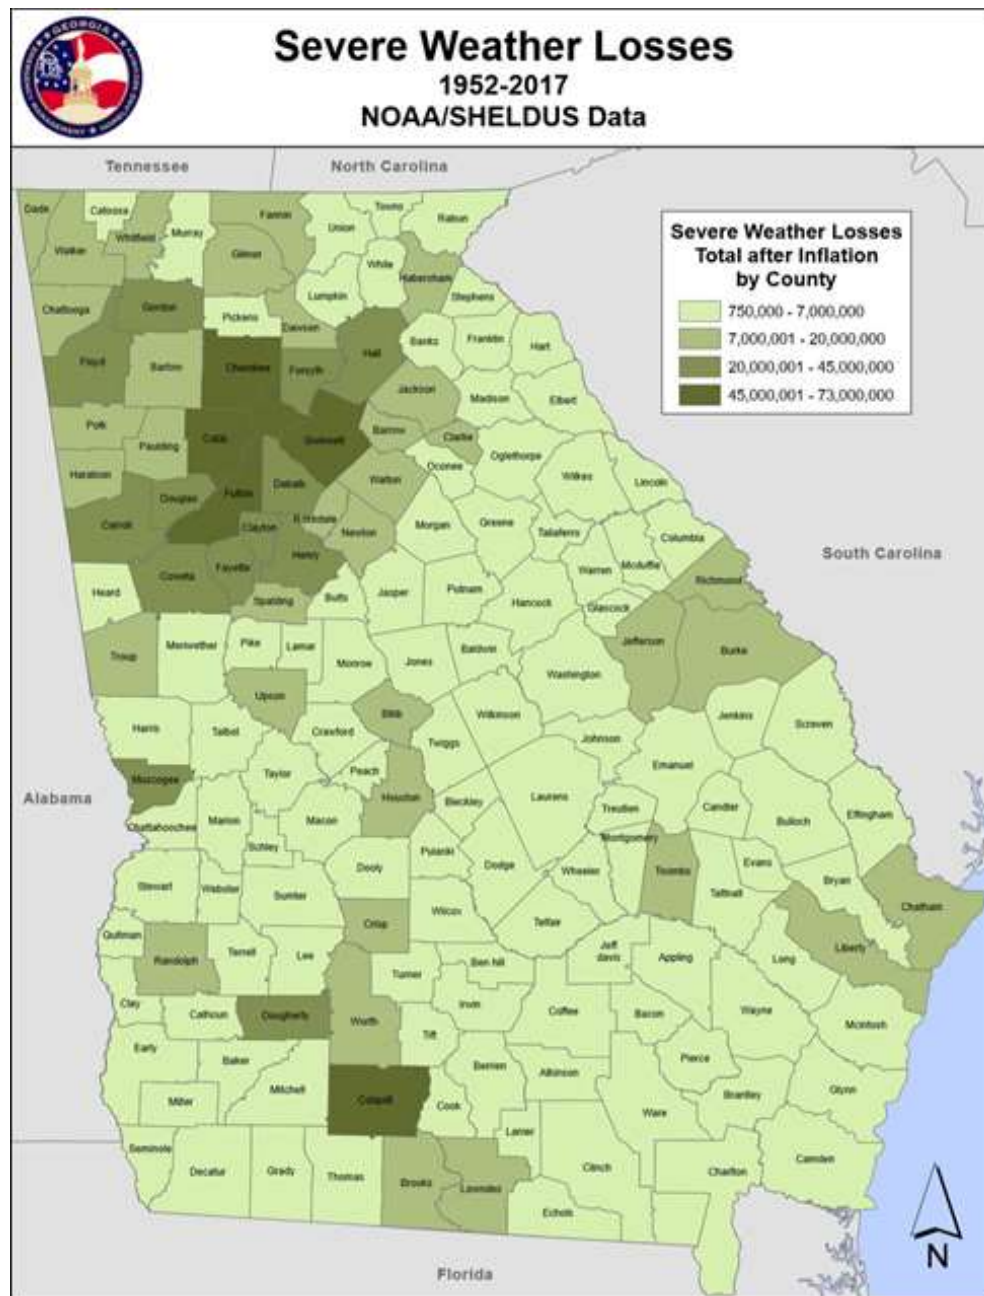 Severe Weather Losses
1952-2017
NOAA/SHELDUS Data
GEORGIA
Tennessee
North Carolina
Severe Weather Losses
Total after Inflation
by County
750,000 - 7,000,000
7,000,001 - 20,000,000
20,000,001 - 45,000,000
45,000,001 - 73,000,000
Dade
Catoosa
Whitfield
Murray
Fannin
Union
Towns
Rabun
Walker
Gilmer
White
Habersham
Lumpkin
Stephens
Chattooga
Gordon
Pickens
Dawson
Banks
Franklin
Hart
Floyd
Bartow
Cherokee
Forsyth
Hall
Jackson
Madison
Elbert
Polk
Paulding
Cobb
Gwinnett
Barrow
Clarke
Oconee
Oglethorpe
Wilkes
Lincoln
Haralson
Douglas
Fulton
Dekalb
Walton
Carroll
Clayton
Rockdale
Newton
Morgan
Greene
Taliaferro
Columbia
South Carolina
Coweta
Fayette
Henry
Warren
Mcduffie
Richmond
Heard
Spalding
Butts
Jasper
Putnam
Hancock
Glascock
Troup
Meriwether
Pike
Lamar
Monroe
Jones
Baldwin
Jefferson
Burke
Washington
Upson
Bibb
Wilkinson
Jenkins
Screven
Harris
Talbot
Crawford
Twiggs
Johnson
Emanuel
Muscogee
Taylor
Peach
Houston
Bleckley
Laurens
Treutlen
Candler
Bulloch
Effingham
Alabama
Chattahoochee
Marion
Macon
Schley
Pulaski
Dodge
Montgomery
Wheeler
Toombs
Tattnall
Evans
Bryan
Stewart
Webster
Sumter
Dooly
Wilcox
Telfair
Chatham
Crisp
Quitman
Randolph
Terrell
Lee
Turner
Ben hill
Jeff
davis
Appling
Long
Liberty
Clay
Calhoun
Dougherty
Worth
Irwin
Coffee
Bacon
Wayne
Mcintosh
Tift
Early
Baker
Berrien
Atkinson
Pierce
Miller
Mitchell
Colquitt
Cook
Brantley
Glynn
Ware
Lanier
Seminole
Decatur
Grady
Thomas
Brooks
Lowndes
Clinch
Charlton
Camden
Echols
Florida
N